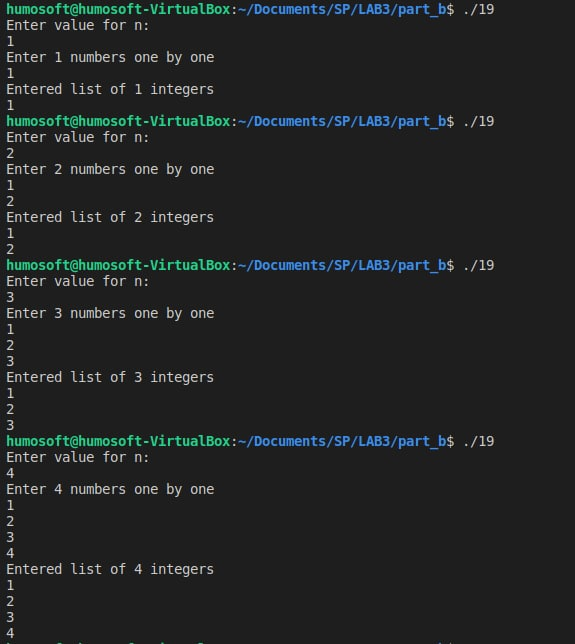 humosoft@humosoft-VirtualBox:~/Documents/SP/LAB3/part_b$ ./19
Enter value for n:
1
Enter 1 numbers one by one
1
Entered list of 1 integers
1
humosoft@humosoft-VirtualBox:~/Documents/SP/LAB3/part_b$ ./19
Enter value for n:
2
Enter 2 numbers one by one
1
2
Entered list of 2 integers
1
2
humosoft@humosoft-VirtualBox:~/Documents/SP/LAB3/part_b$ ./19
Enter value for n:
3
Enter 3 numbers one by one
1
2
3
Entered list of 3 integers
1
2
3
humosoft@humosoft-VirtualBox:~/Documents/SP/LAB3/part_b$ ./19
Enter value for n:
4
Enter 4 numbers one by one
1
2
3
4
Entered list of 4 integers
1
2
3
4